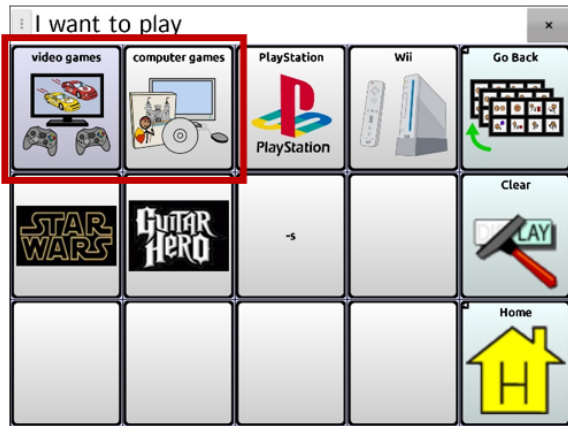 I want to play
×
video games
computer games
PlayStation
Wii
Go Back
PlayStation
STAR
WARS
GUITAR
HERO
-s
Clear
DISPLAY
Home
H